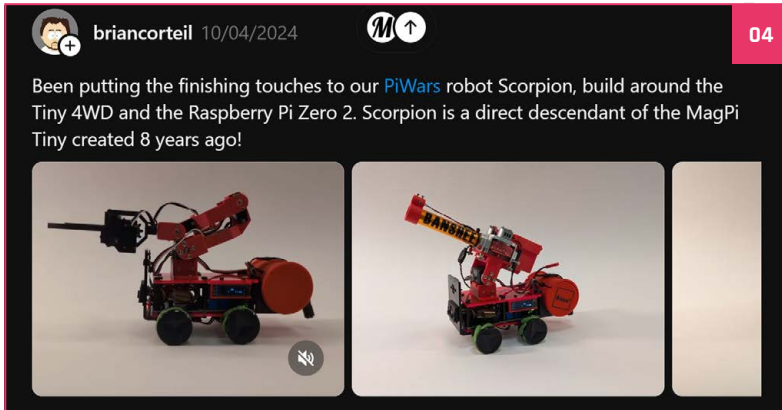 briancorteil 10/04/2024
04
Been putting the finishing touches to our PiWars robot Scorpion, build around the
Tiny 4WD and the Raspberry Pi Zero 2. Scorpion is a direct descendant of the MagPi
Tiny created 8 years ago!
BANSHEE